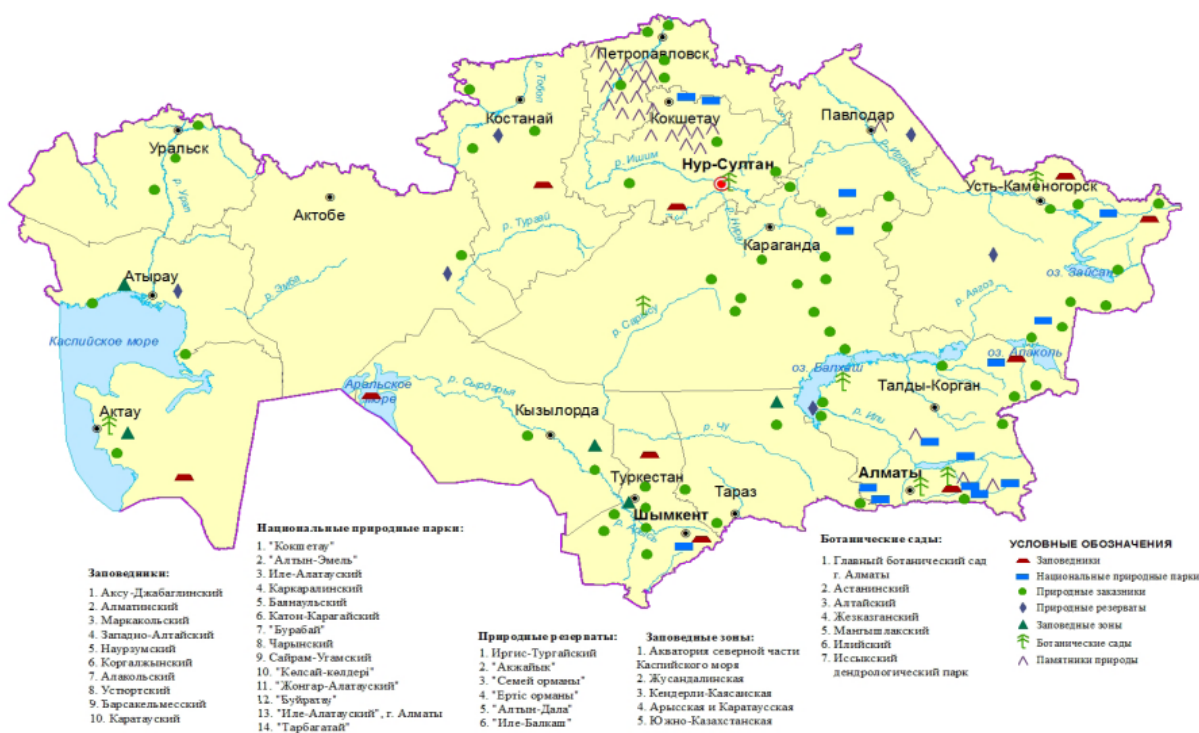 Петропавловск
р. Тобол
Костанай
Кокшетау
Павлодар
р. Иртыш
Уральск
р. Урал
р. Ишим
Нур-Султан
Усть-Каменогорск
Актобе
р. Нура
Караганда
р. Тургай
Атырау
р. Эмба
оз. Зайсан
р. Аягоз
р. Сарысу
Каспийское море
оз. Балхаш
оз. Алаколь
Аральское
море
р. Сырдарья
Талды-Корган
Актау
Кызылорда
р. Или
р. Чу
Туркестан
Тараз
Алматы
Шымкент
р. Арысь
Заповедники:
1. Аксу-Джабаглинский
2. Алматинский
3. Маркакольский
4. Западно-Алтайский
5. Наурзумский
6. Коргалжынский
7. Алакольский
8. Устюртский
9. Барсакельмесский
10. Каратауский
Национальные природные парки:
1. "Кокшетау"
2. "Алтын-Эмель"
3. Иле-Алатауский
4. Каркаралинский
5. Баянаульский
6. Катон-Карагайский
7. "Бурабай"
8. Чарынский
9. Сайрам-Угамский
10. "Көлсай-көлдері"
11. "Жонгар-Алатауский"
12. "Буйратау"
13. "Иле-Алатауский", г. Алматы
14. "Тарбагатай"
Природные резерваты:
1. Иргис-Тургайский
2. "Акжайык"
3. "Семей орманы"
4. "Ертіс орманы"
5. "Алтын-Дала"
6. "Иле-Балкаш"
Заповедные зоны:
1. Акватория северной части
Каспийского моря
2. Жусандалинская
3. Кендерли-Каясанская
4. Арысская и Каратаусская
5. Южно-Казахстанская
Ботанические сады:
1. Главный ботанический сад
г. Алматы
2. Астанинский
3. Алтайский
4. Жезказганский
5. Мангышлакский
6. Илийский
7. Иссыкский
дендрологический парк
УСЛОВНЫЕ ОБОЗНАЧЕНИЯ
Заповедники
Национальные природные парки
Природные заказники
Природные резерваты
Заповедные зоны
Ботанические сады
Памятники природы